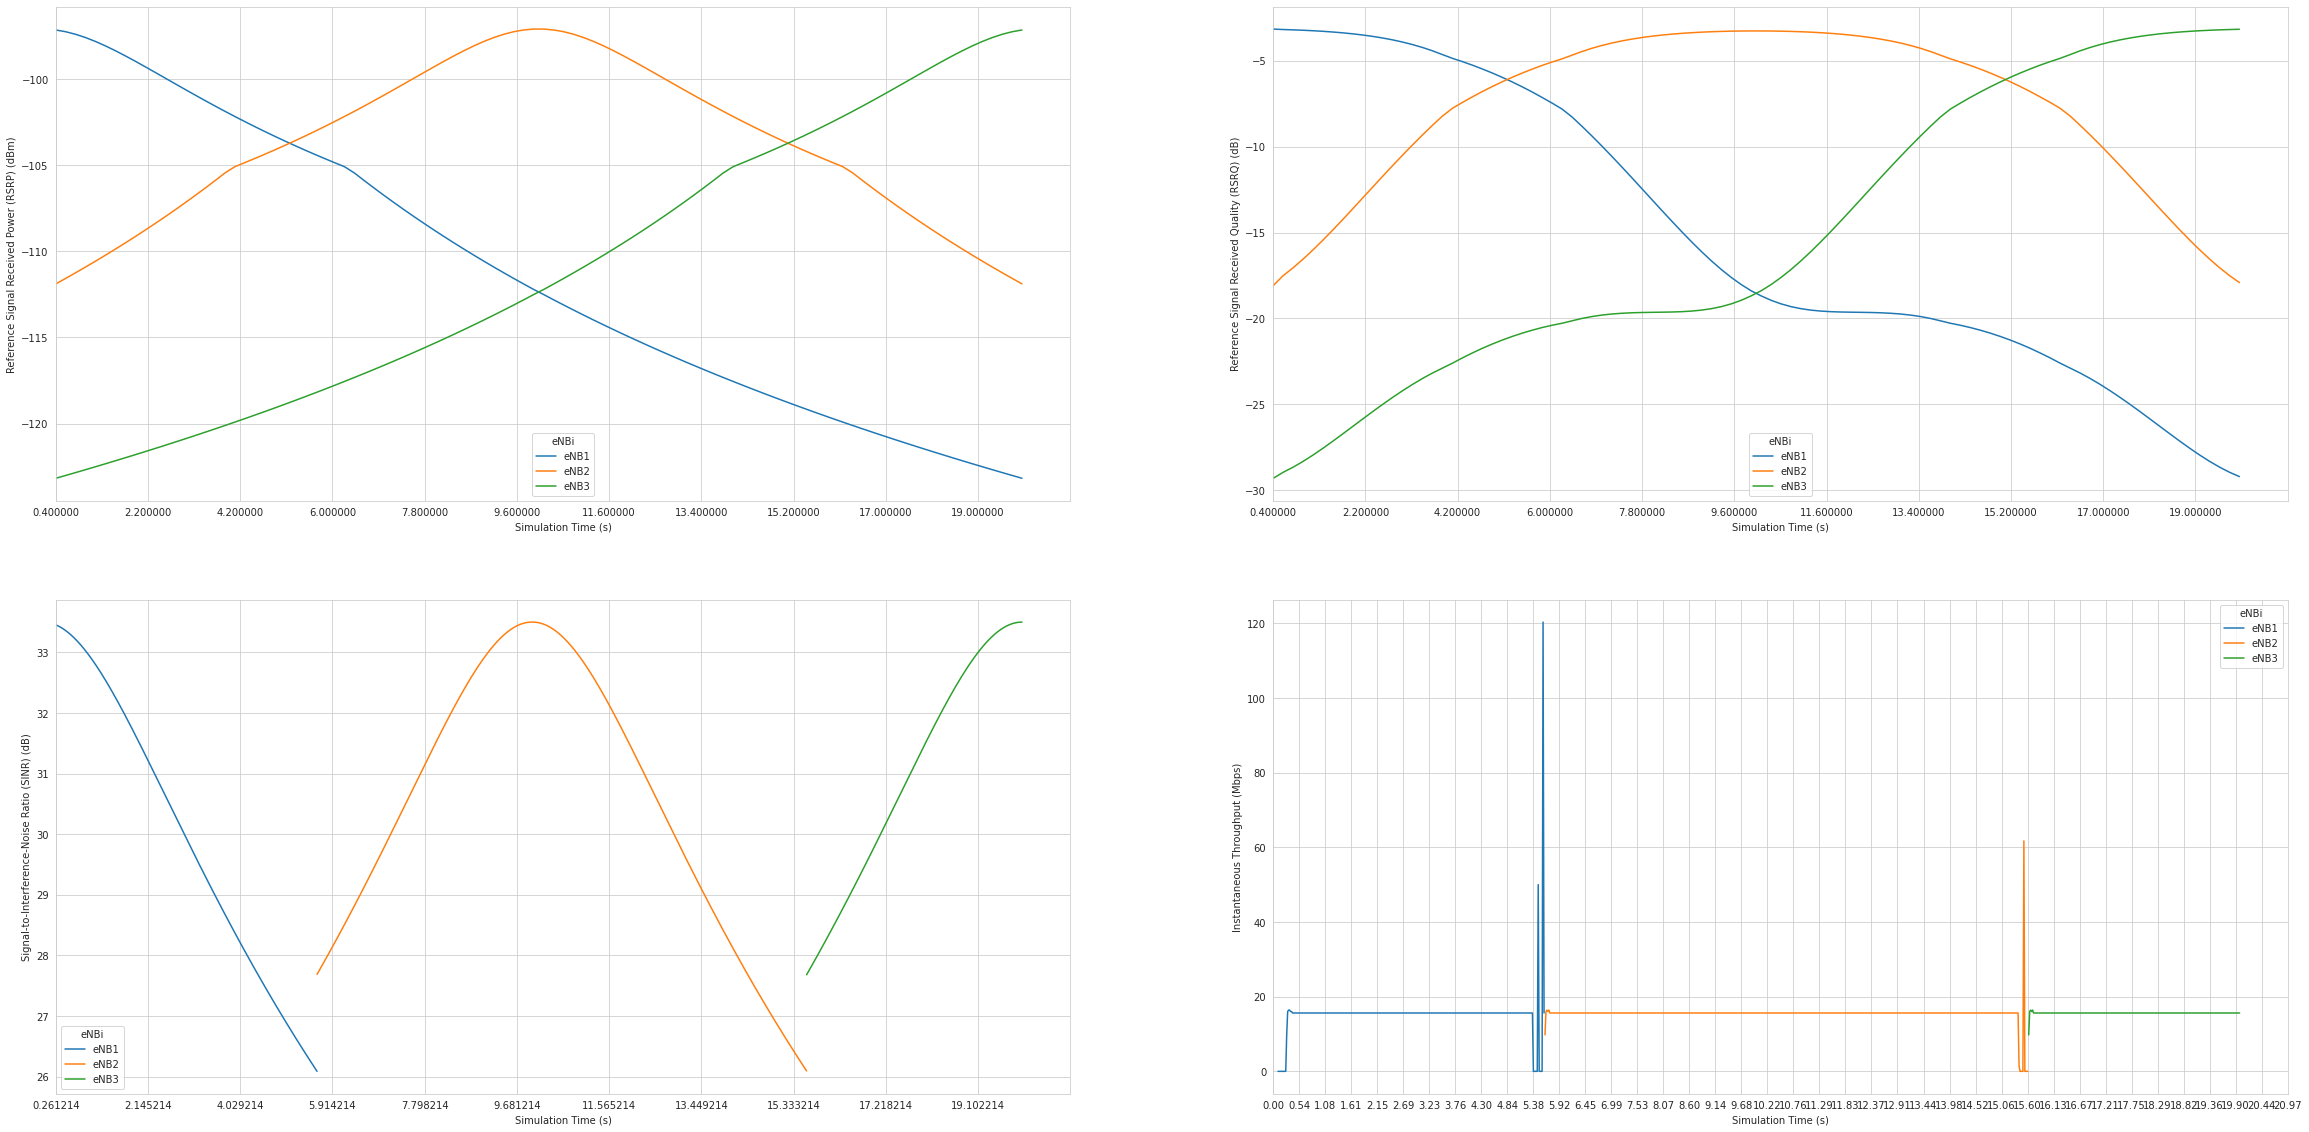 Reference Signal Received Power (RSRP) (dBm)
−100
−105
−110
−115
−120
eNBi
eNB1
eNB2
eNB3
0.400000 2.200000 4.200000 6.000000 7.800000 9.600000 11.600000 13.400000 15.200000 17.000000 19.000000
Simulation Time (s)
Reference Signal Received Quality (RSRQ)) (dB)
−5
−10
−15
−20
−25
−30
eNBi
eNB1
eNB2
eNB3
0.400000 2.200000 4.200000 6.000000 7.800000 9.600000 11.600000 13.400000 15.200000 17.000000 19.000000
Simulation Time (s)
Signal-to-Interference-Noise Ratio (SINR) (dB)
33
32
31
30
29
28
27
26
eNBi
eNB1
eNB2
eNB3
0.261214 2.145214 4.029214 5.914214 7.798214 9.681214 11.565214 13.449214 15.333214 17.218214 19.102214
Simulation Time (s)
Instantaneous Throughput (Mbps)
120
100
80
60
40
20
0
eNBi
eNB1
eNB2
eNB3
0.00 0.54 1.08 1.61 2.15 2.69 3.23 3.76 4.30 4.84 5.38 5.92 6.45 6.99 7.53 8.07 8.60 9.14 9.68 10.22 10.76 11.29 11.83 12.37 12.91 13.44 13.98 14.52 15.06 15.60 16.13 16.67 17.21 17.75 18.29 18.82 19.36 19.90 20.44 20.97
Simulation Time (s)